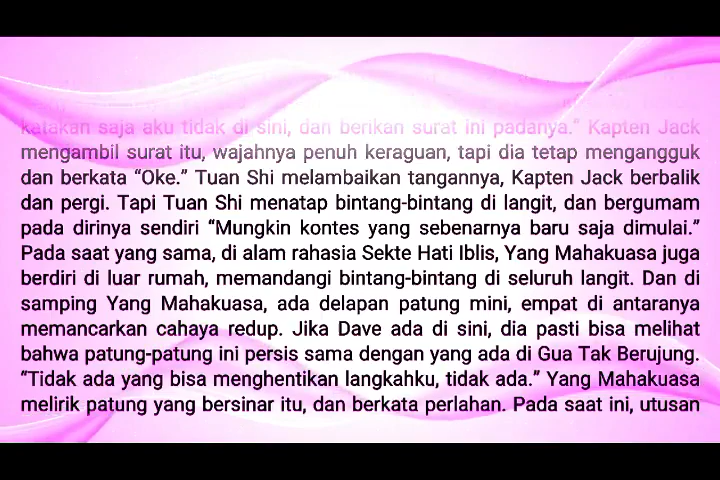 katakan saja aku tidak di sini, dan berikan surat ini padanya.” Kapten Jack
mengambil surat itu, wajahnya penuh keraguan, tapi dia tetap mengangguk
dan berkata “Oke.” Tuan Shi melambaikan tangannya, Kapten Jack berbalik
dan pergi. Tapi Tuan Shi menatap bintang-bintang di langit, dan bergumam
pada dirinya sendiri “Mungkin kontes yang sebenarnya baru saja dimulai.”
Pada saat yang sama, di alam rahasia Sekte Hati Iblis, Yang Mahakuasa juga
berdiri di luar rumah, memandangi bintang-bintang di seluruh langit. Dan di
samping Yang Mahakuasa, ada delapan patung mini, empat di antaranya
memancarkan cahaya redup. Jika Dave ada di sini, dia pasti bisa melihat
bahwa patung-patung ini persis sama dengan yang ada di Gua Tak Berujung.
“Tidak ada yang bisa menghentikan langkahku, tidak ada.” Yang Mahakuasa
melirik patung yang bersinar itu, dan berkata perlahan. Pada saat ini, utusan